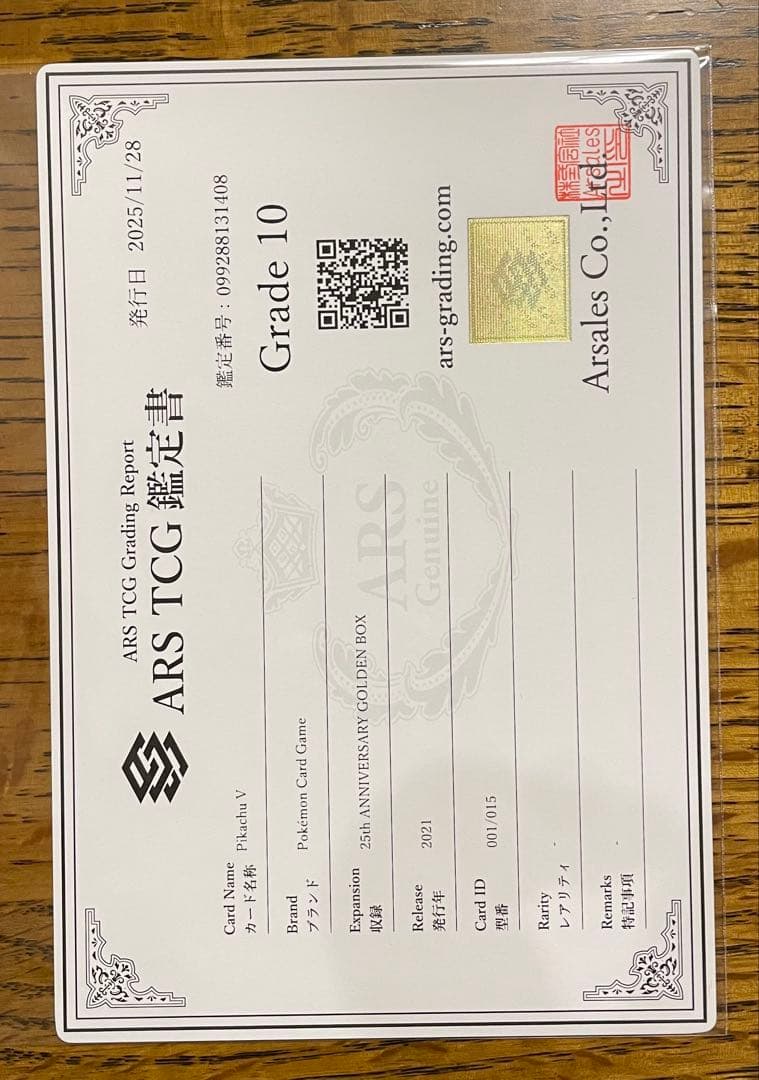 ARS TCG Grading Report
ARS TCG 鑑定書
発行日 2025/11/28
鑑定番号 : 099288131408
Grade 10
ars-grading.com
Arsales Co.,Ltd.
Arsales
Card Name
カード名称
Pikachu V
Brand
ブランド
Pokémon Card Game
Expansion
収録
25th ANNIVERSARY GOLDEN BOX
Release
発行年
2021
Card ID
型番
001/015
Rarity
レアリティ
-
Remarks
特記事項
-
ARS
Genuine